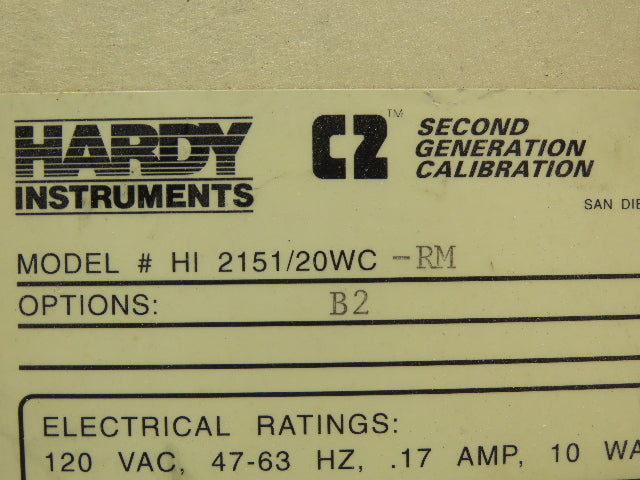 HARDY
INSTRUMENTS
C2™ SECOND
GENERATION
CALIBRATION
SAN
MODEL # HI 2151/20WC -RM
OPTIONS: B2
ELECTRICAL RATINGS:
120 VAC, 47-63 HZ, .17 AMP, 10